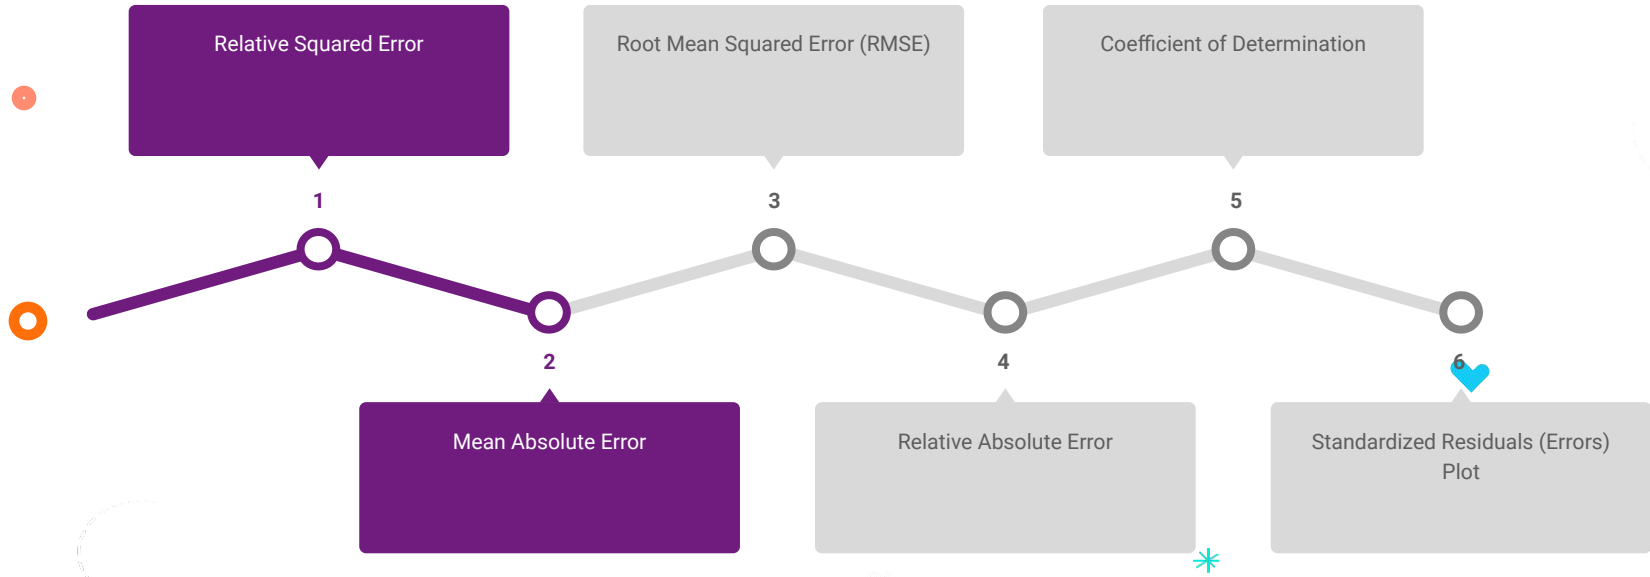 Relative Squared Error
1
Mean Absolute Error
2
Root Mean Squared Error (RMSE)
3
Relative Absolute Error
4
Coefficient of Determination
5
Standardized Residuals (Errors)
Plot
6